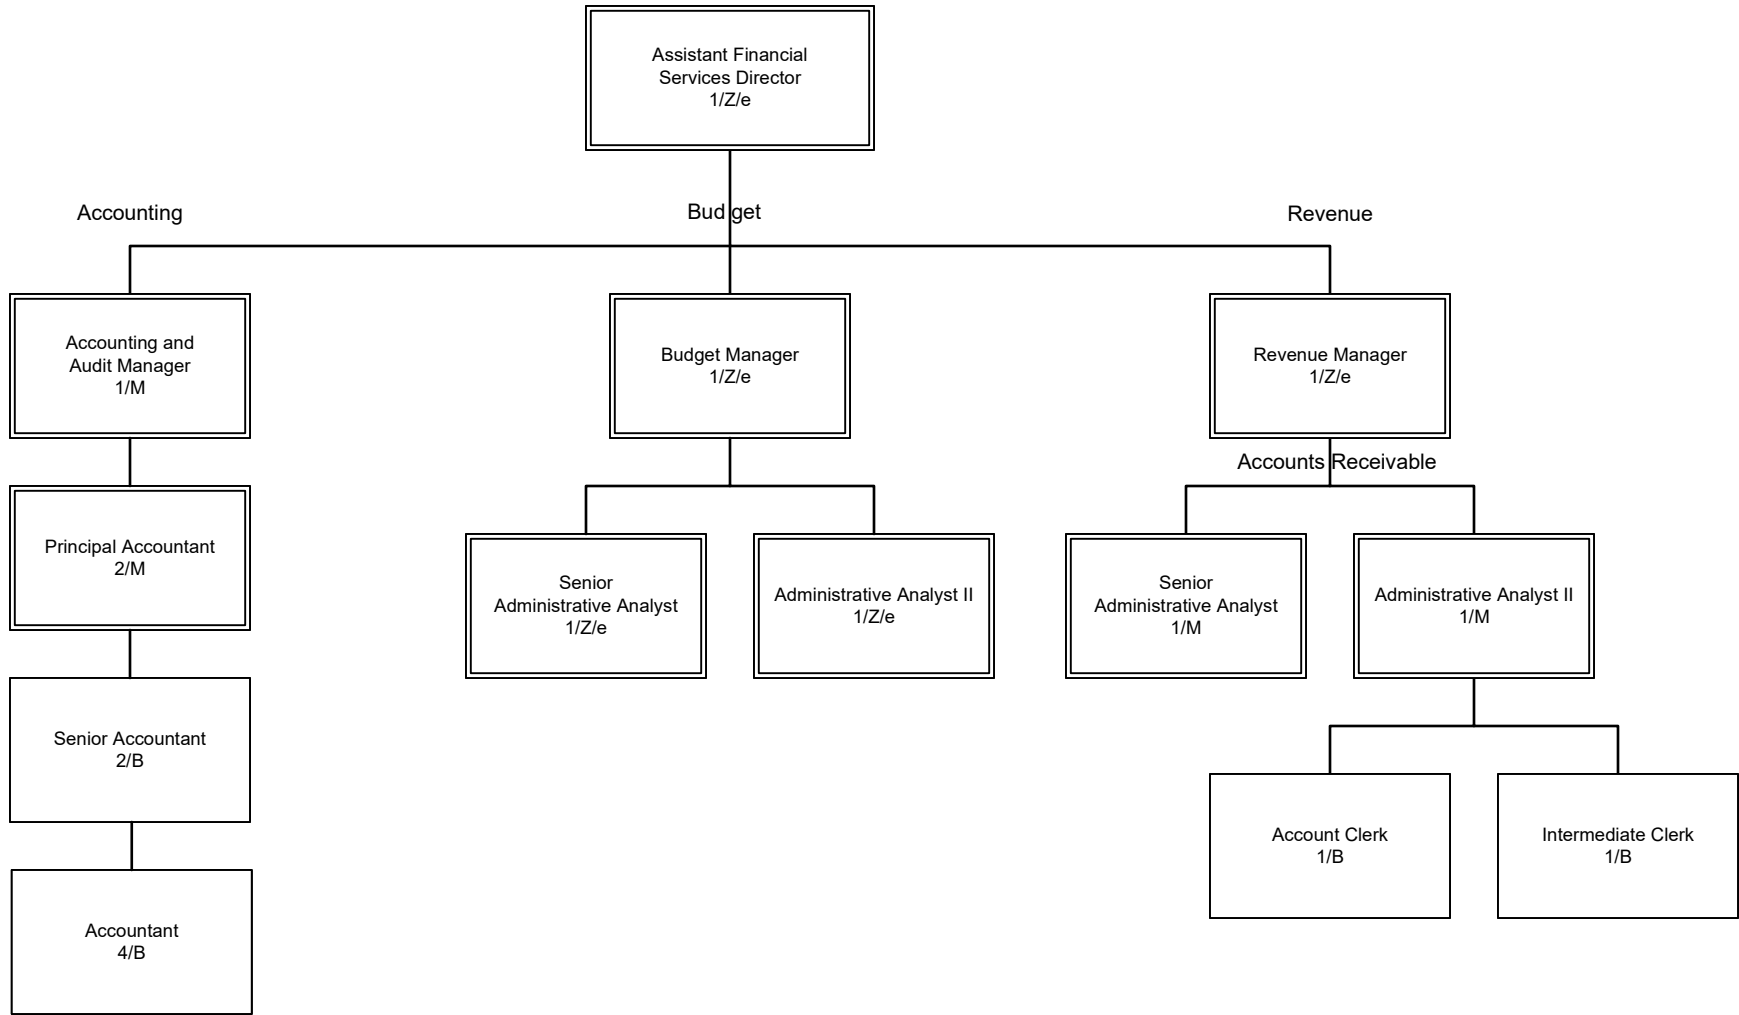 Assistant Financial
Services Director
1/Z/e
Accounting
Budget
Revenue
Accounting and
Audit Manager
1/M
Budget Manager
1/Z/e
Revenue Manager
1/Z/e
Accounts Receivable
Principal Accountant
2/M
Senior
Administrative Analyst
1/Z/e
Administrative Analyst II
1/Z/e
Senior
Administrative Analyst
1/M
Administrative Analyst II
1/M
Senior Accountant
2/B
Account Clerk
1/B
Intermediate Clerk
1/B
Accountant
4/B